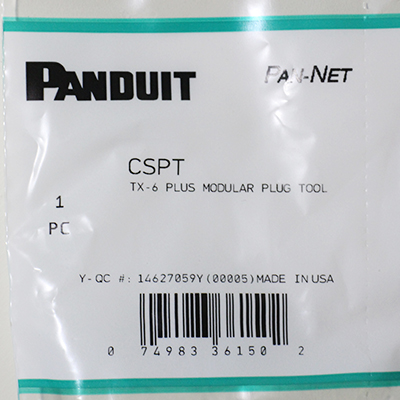 PANDUIT
PAN-NET
CSPT
TX-6 PLUS MODULAR PLUG TOOL
1
PC
Y-QC #: 14627059Y(00005)MADE IN USA
0 74983 36150 2